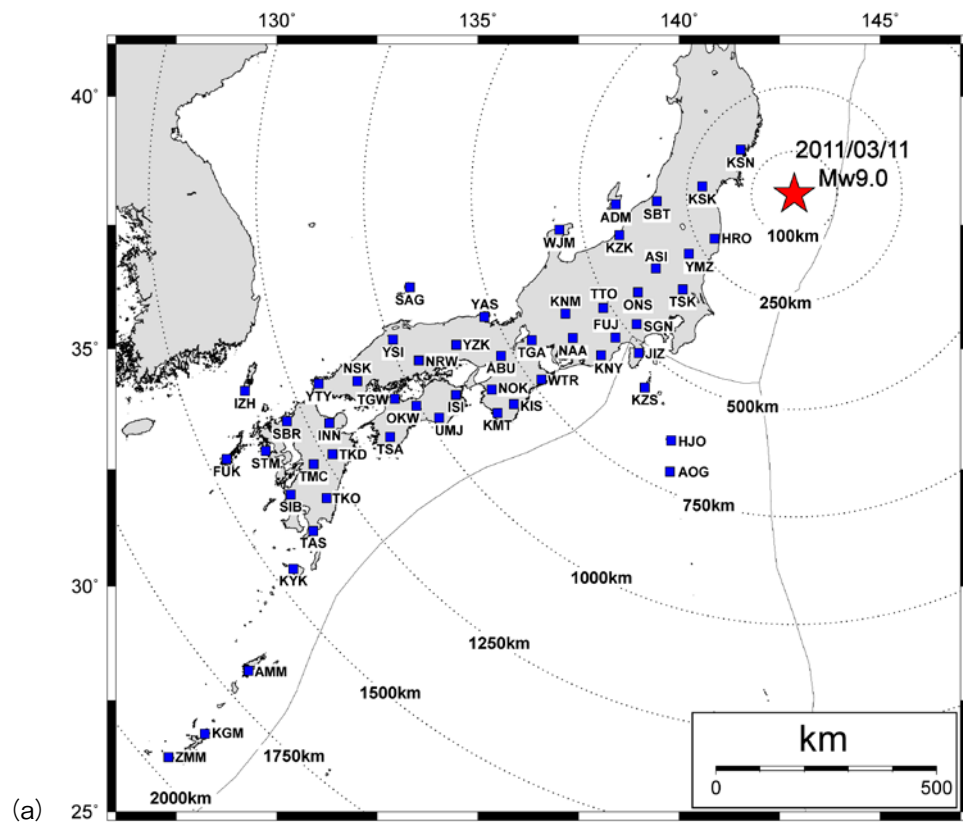 130°
135°
140°
145°
40°
2011/03/11
KSN
Mw9.0
KSK
ADM
SBT
100km
WJM
KZK
HRO
ASI
YMZ
SAG
YAS
KNM
TTO
ONS
TSK
250km
FUJ
SGN
35°
YSI
YZK
NRW
ABU
TGA
NAA
KNY
JIZ
NSK
WTR
YTY
TGW
NOK
KZS
500km
IZH
OKW
ISI
KIS
SBR
INN
UMJ
KMT
HJO
FUK
STM
TKD
TSA
TMC
AOG
SIB
TKO
750km
TAS
1000km
KYK
30°
1250km
AMM
1500km
KGM
km
ZMM
1750km
0
500
2000km
(a)
25°